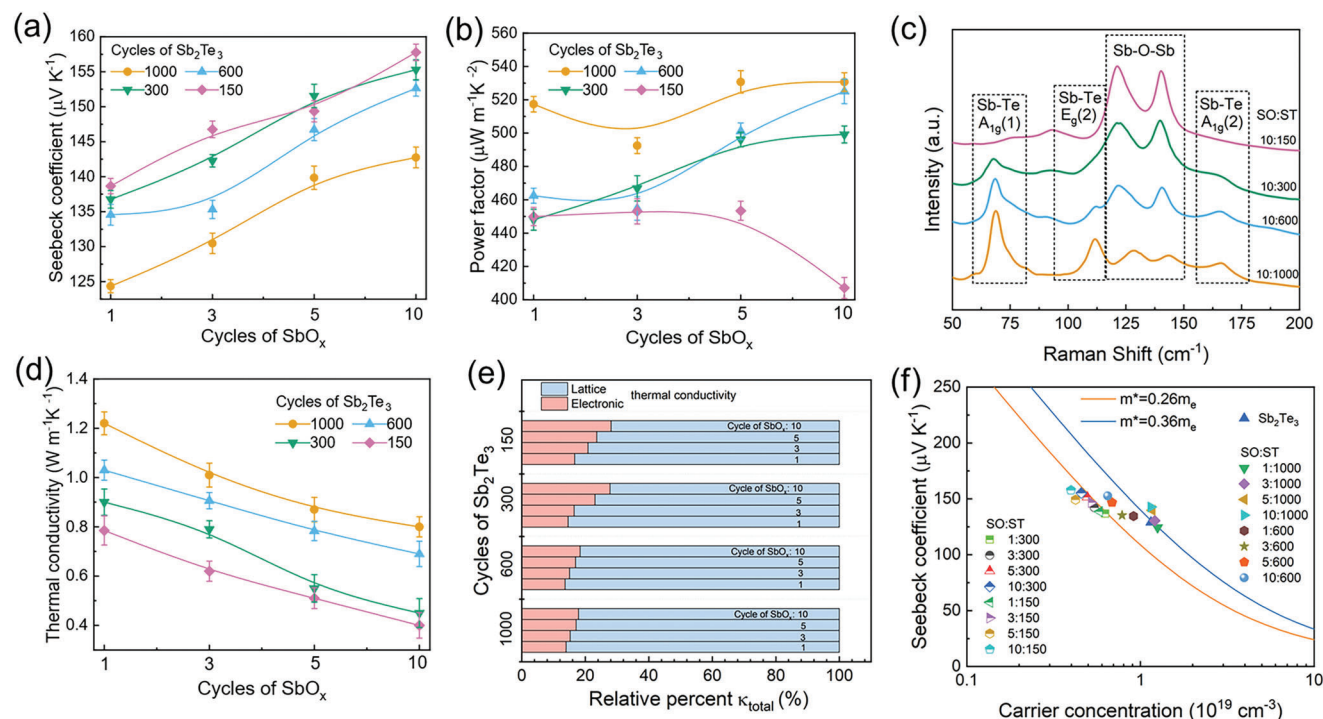 (a)
Seebeck coefficient (µV K⁻¹)
160
155
150
145
140
135
130
125
Cycles of Sb₂Te₃
1000
600
300
150
1
3
5
10
Cycles of SbOₓ
(b)
Power factor (µW m⁻¹K⁻²)
560
540
520
500
480
460
440
420
400
Cycles of Sb₂Te₃
1000
600
300
150
1
3
5
10
Cycles of SbOₓ
(c)
Intensity (a.u.)
Sb-O-Sb
Sb-Te
A₁g(1)
Sb-Te
Eg(2)
Sb-Te
A₁g(2)
SO:ST
10:150
10:300
10:600
10:1000
50
75
100
125
150
175
200
Raman Shift (cm⁻¹)
(d)
Thermal conductivity (W m⁻¹K⁻¹)
1.4
1.2
1.0
0.8
0.6
0.4
Cycles of Sb₂Te₃
1000
600
300
150
1
3
5
10
Cycles of SbOₓ
(e)
Cycles of Sb₂Te₃
Lattice
Electronic
thermal conductivity
150
Cycle of SbOₓ: 10
5
3
1
300
Cycle of SbOₓ: 10
5
3
1
600
Cycle of SbOₓ: 10
5
3
1
1000
Cycle of SbOₓ: 10
5
3
1
0
20
40
60
80
100
Relative percent κtotal (%)
(f)
Seebeck coefficient (µV K⁻¹)
250
200
150
100
50
0
m*=0.26mₑ
m*=0.36mₑ
Sb₂Te₃
SO:ST
1:1000
3:1000
5:1000
10:1000
1:600
3:600
5:600
10:600
SO:ST
1:300
3:300
5:300
10:300
1:150
3:150
5:150
10:150
0.1
1
10
Carrier concentration (10¹⁹ cm⁻³)